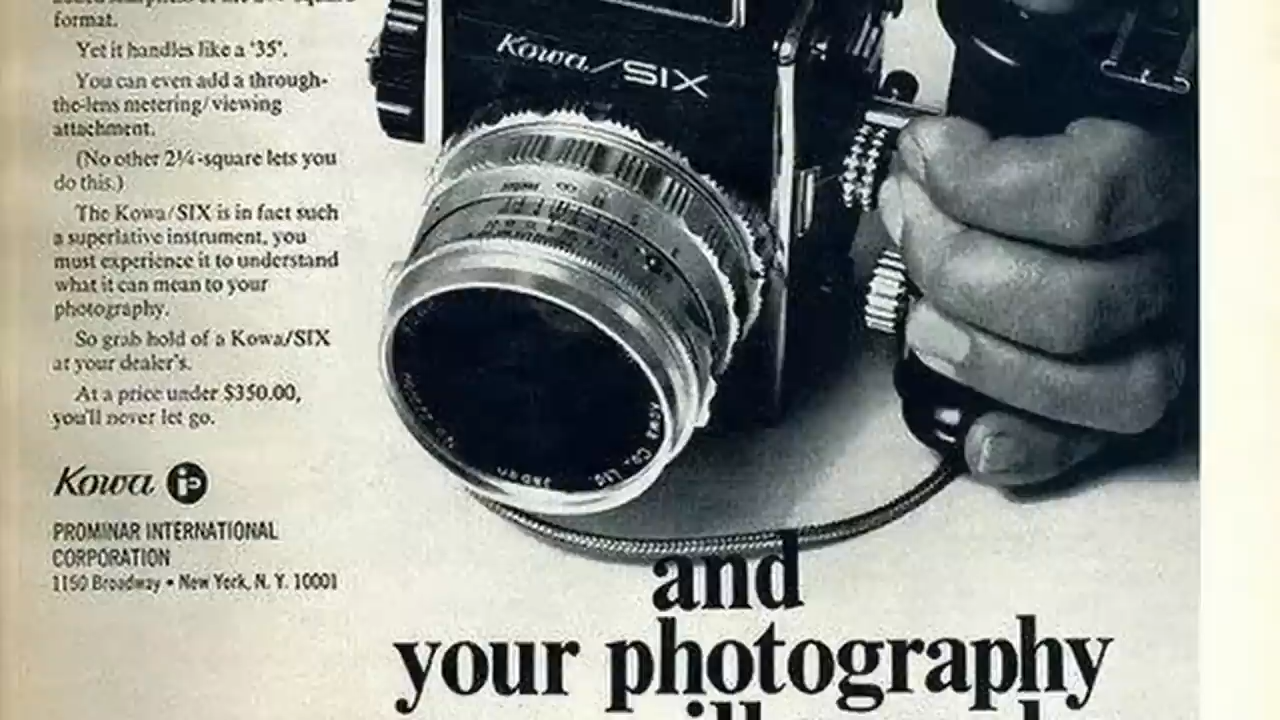 format.
Yet it handles like a '35'.
You can even add a through-
the-lens metering/viewing
attachment.
(No other 2¼-square lets you
do this.)
The Kowa/SIX is in fact such
a superlative instrument, you
must experience it to understand
what it can mean to your
photography.
So grab hold of a Kowa/SIX
at your dealer's.
At a price under $350.00,
you'll never let go.
Kowa
PROMINAR INTERNATIONAL
CORPORATION
1150 Broadway • New York, N. Y. 10001
Kowa/SIX
KOWA CO., LTD. JAPAN
and
your photography